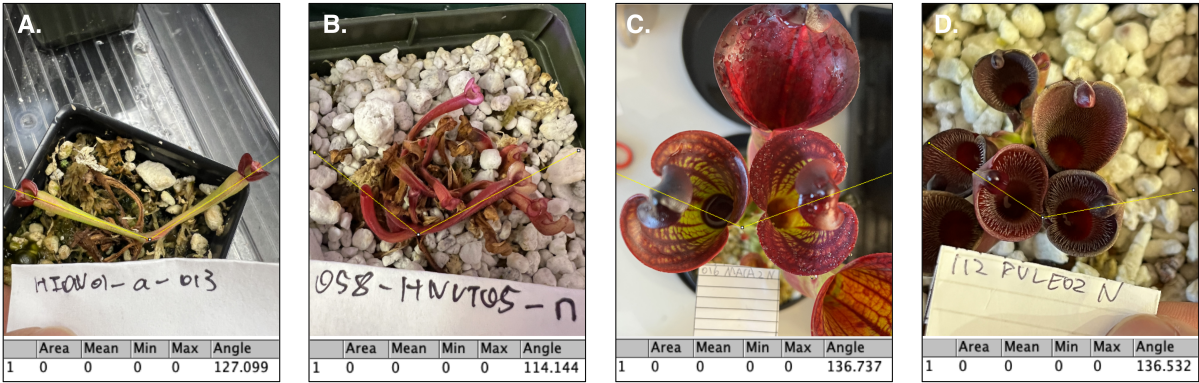 A.
B.
C.
D.
HION01-a-013
058-HNVT05-n
016 MAIA2N
112 PULE02 N
Area Mean Min Max Angle
1 0 0 0 0 127.099
Area Mean Min Max Angle
1 0 0 0 0 114.144
Area Mean Min Max Angle
1 0 0 0 0 136.737
Area Mean Min Max Angle
1 0 0 0 0 136.532